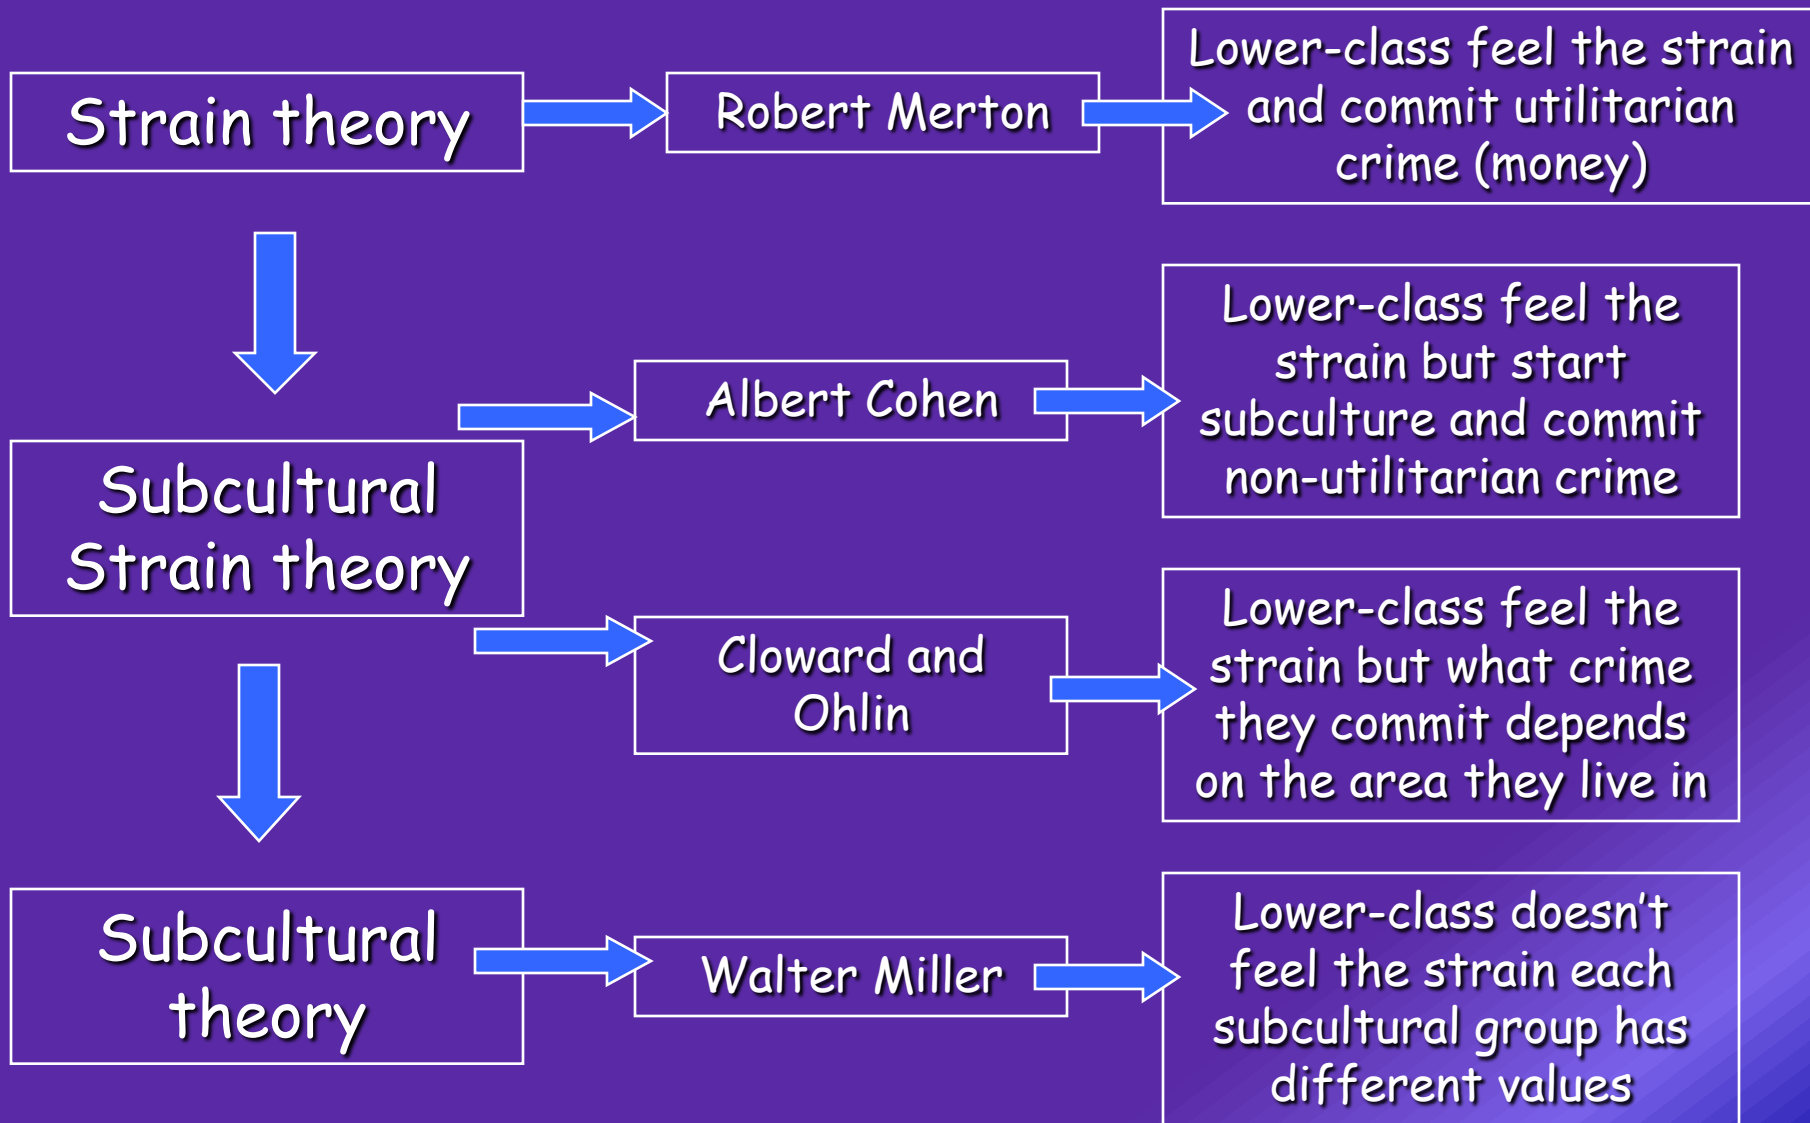 Strain theory
Robert Merton
Lower-class feel the strain
and commit utilitarian
crime (money)
Subcultural
Strain theory
Albert Cohen
Lower-class feel the
strain but start
subculture and commit
non-utilitarian crime
Cloward and
Ohlin
Lower-class feel the
strain but what crime
they commit depends
on the area they live in
Subcultural
theory
Walter Miller
Lower-class doesn't
feel the strain each
subcultural group has
different values